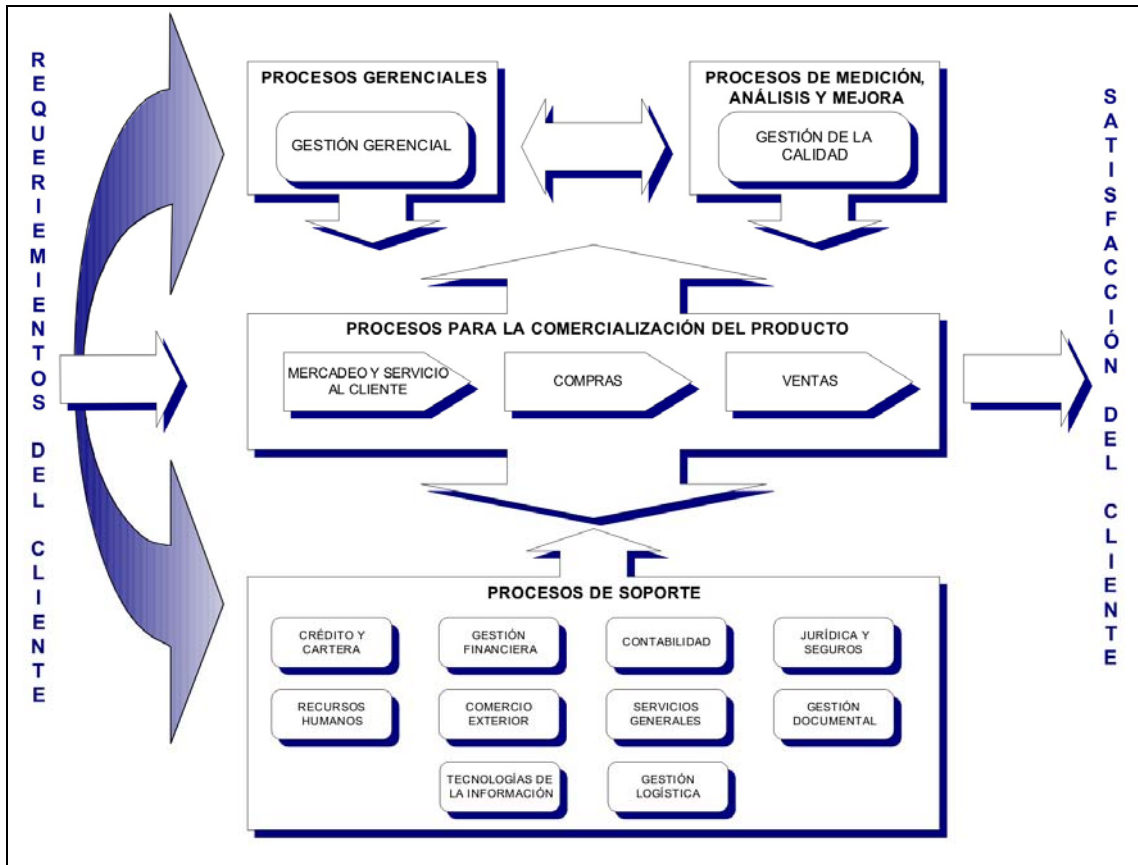 REQUERIEMIENTOS DEL CLIENTE
PROCESOS GERENCIALES
GESTIÓN GERENCIAL
PROCESOS DE MEDICIÓN,
ANÁLISIS Y MEJORA
GESTIÓN DE LA
CALIDAD
PROCESOS PARA LA COMERCIALIZACIÓN DEL PRODUCTO
MERCADEO Y SERVICIO
AL CLIENTE
COMPRAS
VENTAS
PROCESOS DE SOPORTE
CRÉDITO Y
CARTERA
GESTIÓN
FINANCIERA
CONTABILIDAD
JURÍDICA Y
SEGUROS
RECURSOS
HUMANOS
COMERCIO
EXTERIOR
SERVICIOS
GENERALES
GESTIÓN
DOCUMENTAL
TECNOLOGÍAS DE
LA INFORMACIÓN
GESTIÓN
LOGÍSTICA
SATISFACCIÓN DEL CLIENTE